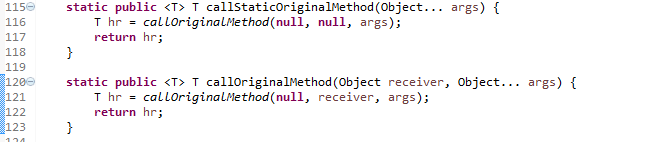 115 static public <T> T callStaticOriginalMethod(Object... args) {
116 T hr = callOriginalMethod(null, null, args);
117 return hr;
118 }
119
120 static public <T> T callOriginalMethod(Object receiver, Object... args) {
121 T hr = callOriginalMethod(null, receiver, args);
122 return hr;
123 }